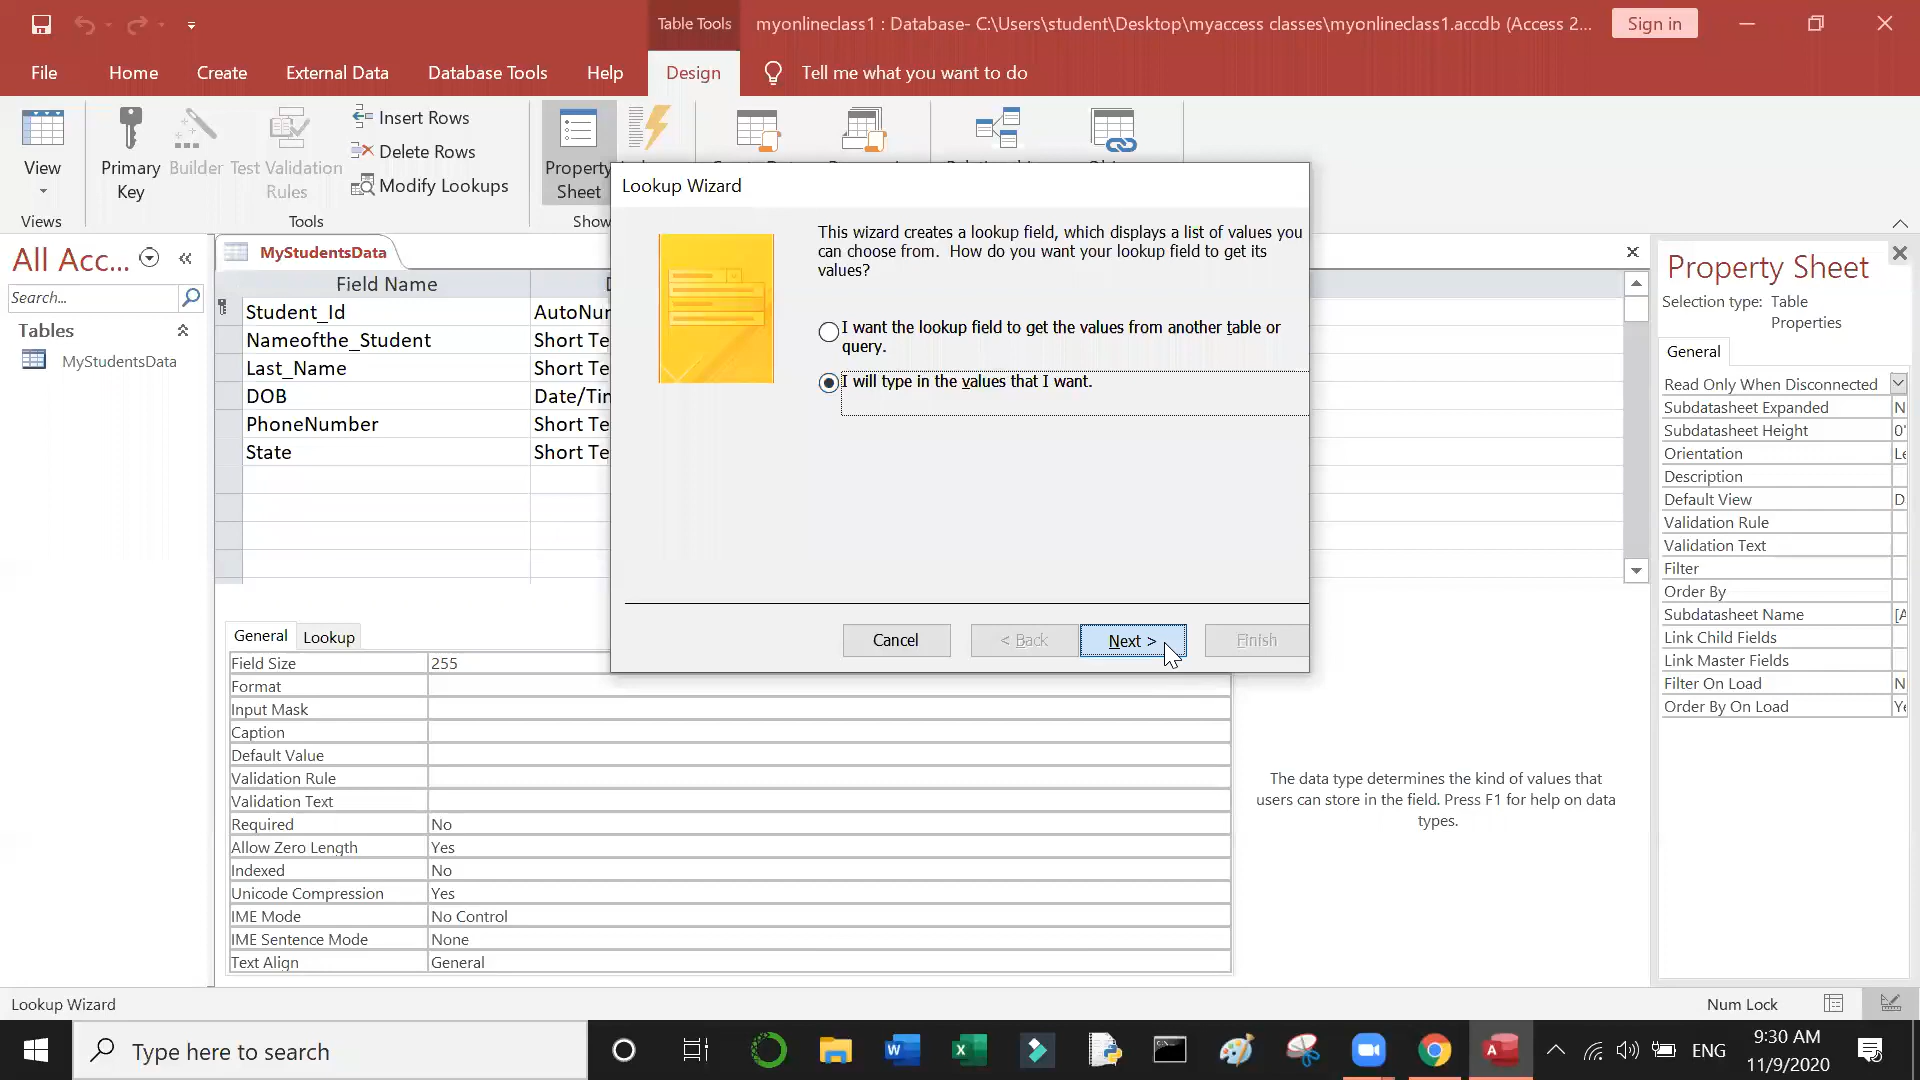 Table Tools
myonlineclass1 : Database- C:\Users\student\Desktop\myaccess classes\myonlineclass1.accdb (Access 2...
Sign in
File
Home
Create
External Data
Database Tools
Help
Design
Tell me what you want to do
View
Primary
Key
Builder
Test Validation
Rules
Insert Rows
Delete Rows
Modify Lookups
Property
Sheet
Views
Tools
Show
Lookup Wizard
This wizard creates a lookup field, which displays a list of values you
can choose from. How do you want your lookup field to get its
values?
I want the lookup field to get the values from another table or
query.
I will type in the values that I want.
Cancel
< Back
Next >
Finish
All Acc...
Search...
Tables
MyStudentsData
MyStudentsData
Field Name
Student_Id
AutoNur
Nameofthe_Student
Short Te
Last_Name
Short Te
DOB
Date/Tin
PhoneNumber
Short Te
State
Short Te
General
Lookup
Field Size 255
Format
Input Mask
Caption
Default Value
Validation Rule
Validation Text
Required No
Allow Zero Length Yes
Indexed No
Unicode Compression Yes
IME Mode No Control
IME Sentence Mode None
Text Align General
The data type determines the kind of values that
users can store in the field. Press F1 for help on data
types.
Property Sheet
Selection type: Table
Properties
General
Read Only When Disconnected
Subdatasheet Expanded N
Subdatasheet Height 0"
Orientation Le
Description
Default View D
Validation Rule
Validation Text
Filter
Order By
Subdatasheet Name [A
Link Child Fields
Link Master Fields
Filter On Load N
Order By On Load Ye
Lookup Wizard
Num Lock
Type here to search
ENG
9:30 AM
11/9/2020